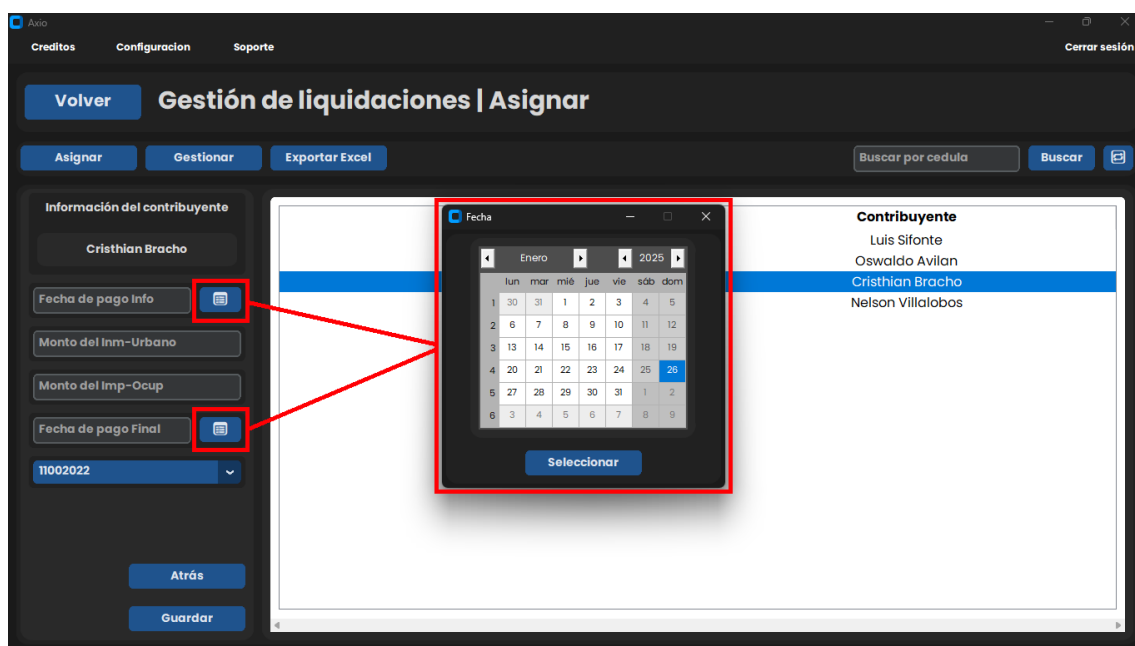 Axio
Creditos Configuracion Soporte Cerrar sesión
Volver Gestión de liquidaciones | Asignar
Asignar Gestionar Exportar Excel Buscar por cedula Buscar
Información del contribuyente
Cristhian Bracho
Fecha de pago Info
Monto del Inm-Urbano
Monto del Imp-Ocup
Fecha de pago Final
11002022
Atrás
Guardar
Fecha
Enero 2025
lun mar mié jue vie sáb dom
1 30 31 1 2 3 4 5
2 6 7 8 9 10 11 12
3 13 14 15 16 17 18 19
4 20 21 22 23 24 25 26
5 27 28 29 30 31 1 2
6 3 4 5 6 7 8 9
Seleccionar
Contribuyente
Luis Sifonte
Oswaldo Avilan
Cristhian Bracho
Nelson Villalobos